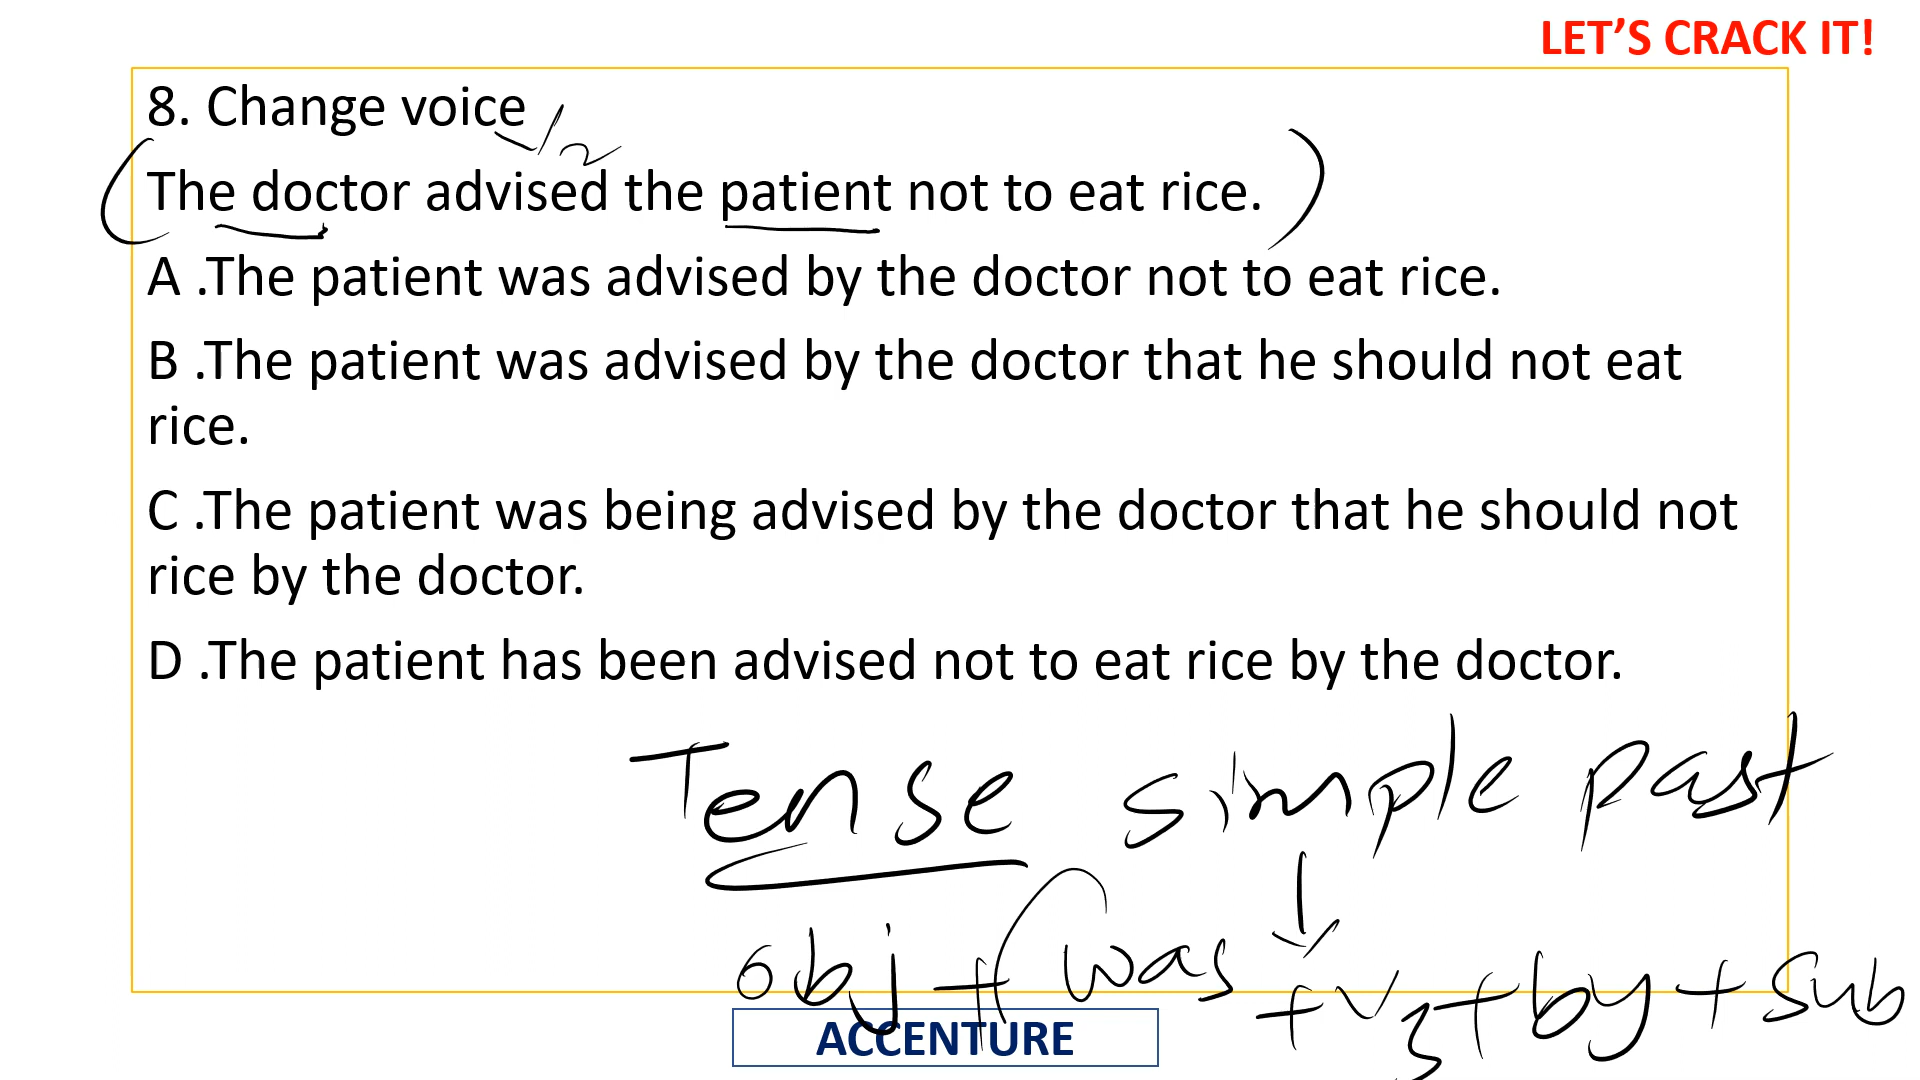 LET’S CRACK IT!
8. Change voice
V2
The doctor advised the patient not to eat rice.
A .The patient was advised by the doctor not to eat rice.
B .The patient was advised by the doctor that he should not eat
rice.
C .The patient was being advised by the doctor that he should not
rice by the doctor.
D .The patient has been advised not to eat rice by the doctor.
Tense simple past
obj + was + v3 + by + sub
ACCENTURE